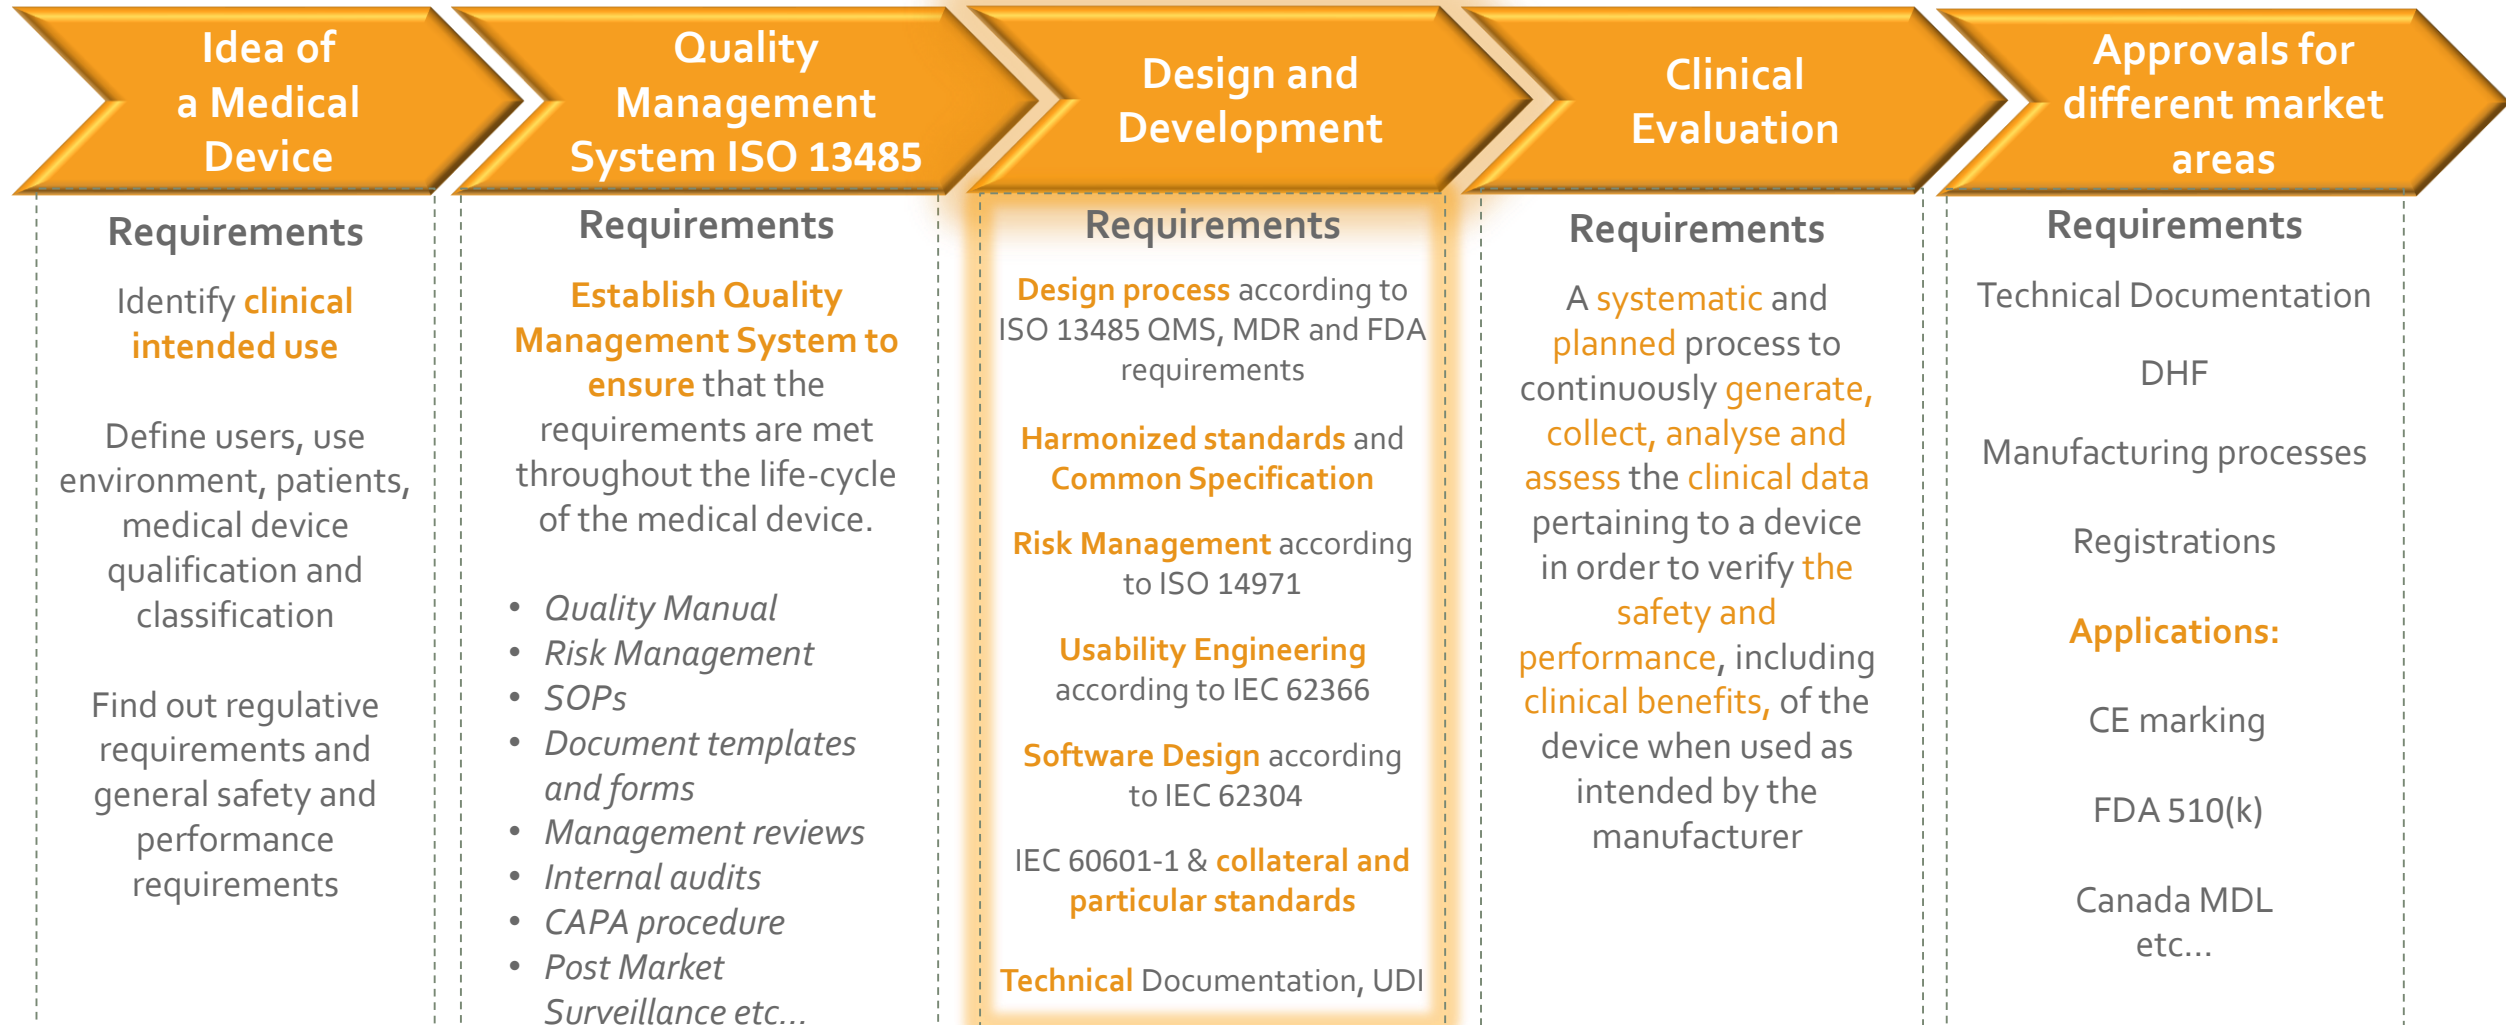 Idea of
a Medical
Device
Requirements
Identify clinical
intended use
Define users, use
environment, patients,
medical device
qualification and
classification
Find out regulative
requirements and
general safety and
performance
requirements
Quality
Management
System ISO 13485
Requirements
Establish Quality
Management System to
ensure that the
requirements are met
throughout the life-cycle
of the medical device.
• Quality Manual
• Risk Management
• SOPs
• Document templates
and forms
• Management reviews
• Internal audits
• CAPA procedure
• Post Market
Surveillance etc...
Design and
Development
Requirements
Design process according to
ISO 13485 QMS, MDR and FDA
requirements
Harmonized standards and
Common Specification
Risk Management according
to ISO 14971
Usability Engineering
according to IEC 62366
Software Design according
to IEC 62304
IEC 60601-1 & collateral and
particular standards
Technical Documentation, UDI
Clinical
Evaluation
Requirements
A systematic and
planned process to
continuously generate,
collect, analyse and
assess the clinical data
pertaining to a device
in order to verify the
safety and
performance, including
clinical benefits, of the
device when used as
intended by the
manufacturer
Approvals for
different market
areas
Requirements
Technical Documentation
DHF
Manufacturing processes
Registrations
Applications:
CE marking
FDA 510(k)
Canada MDL
etc...